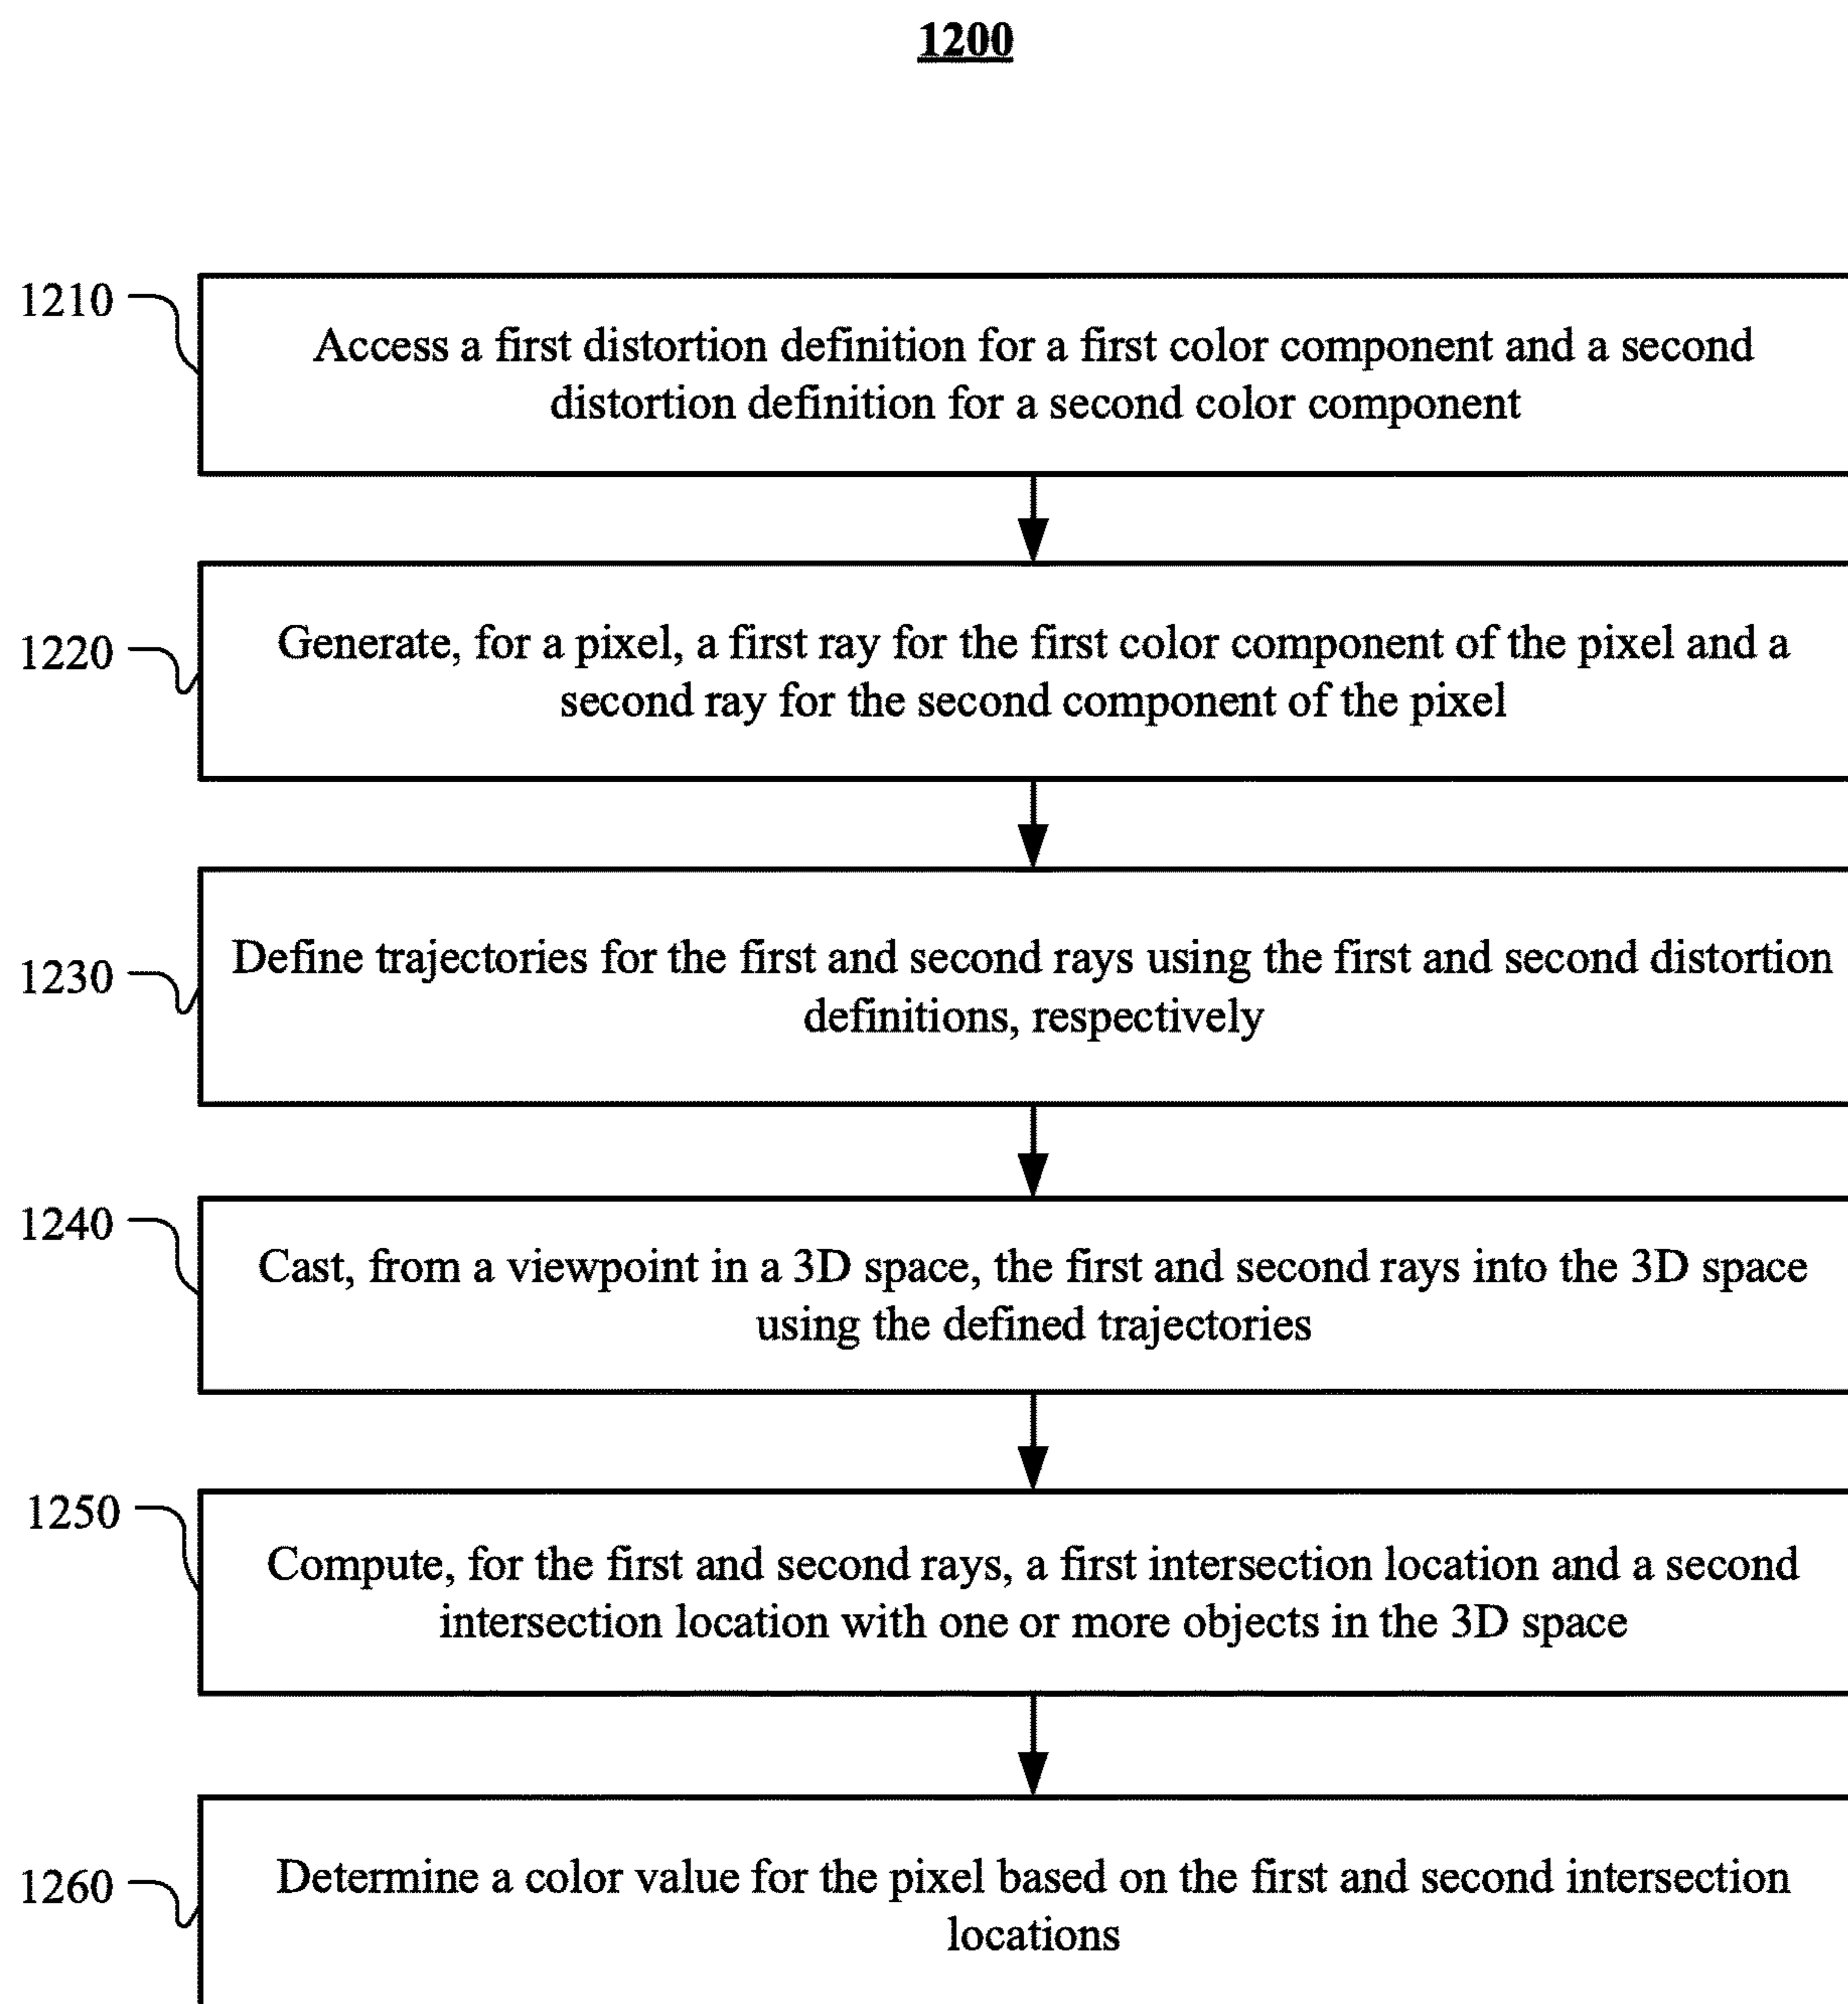 1200
1210
Access a first distortion definition for a first color component and a second
distortion definition for a second color component
1220
Generate, for a pixel, a first ray for the first color component of the pixel and a
second ray for the second component of the pixel
1230
Define trajectories for the first and second rays using the first and second distortion
definitions, respectively
1240
Cast, from a viewpoint in a 3D space, the first and second rays into the 3D space
using the defined trajectories
1250
Compute, for the first and second rays, a first intersection location and a second
intersection location with one or more objects in the 3D space
1260
Determine a color value for the pixel based on the first and second intersection
locations